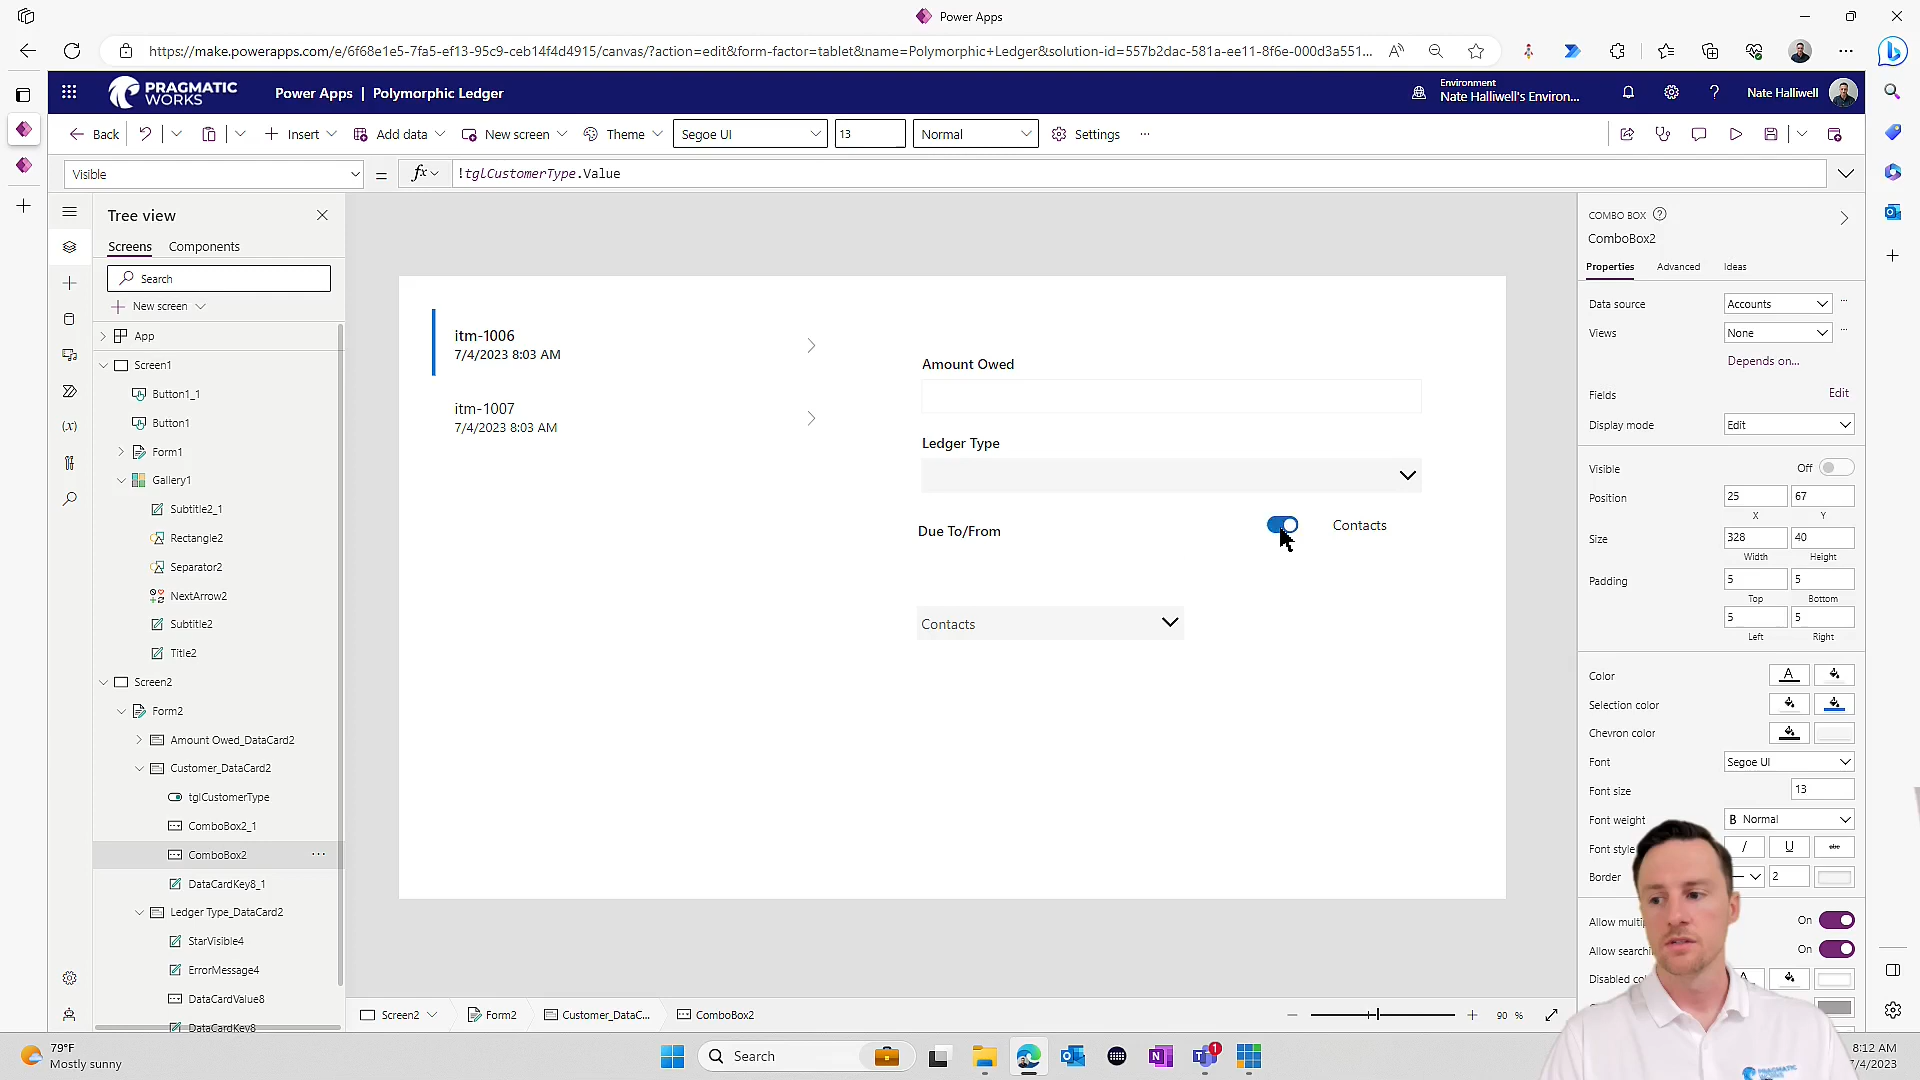 Power Apps
https://make.powerapps.com/e/6f68e1e5-7fa5-ef13-95c9-ceb14f4d4915/canvas/?action=edit&form-factor=tablet&name=Polymorphic+Ledger&solution-id=557b2dac-581a-ee11-8f6e-000d3a551...
PRAGMATIC WORKS
Power Apps | Polymorphic Ledger
Environment
Nate Halliwell's Environ...
Nate Halliwell
Back
Insert
Add data
New screen
Theme
Segoe UI
13
Normal
Settings
Visible
= fx !tglCustomerType.Value
Tree view
Screens
Components
Search
New screen
App
Screen1
Button1_1
Button1
Form1
Gallery1
Subtitle2_1
Rectangle2
Separator2
NextArrow2
Subtitle2
Title2
Screen2
Form2
Amount Owed_DataCard2
Customer_DataCard2
tglCustomerType
ComboBox2_1
ComboBox2
DataCardKey8_1
Ledger Type_DataCard2
StarVisible4
ErrorMessage4
DataCardValue8
DataCardKey8
itm-1006
7/4/2023 8:03 AM
itm-1007
7/4/2023 8:03 AM
Amount Owed
Ledger Type
Due To/From
Contacts
Contacts
COMBO BOX
ComboBox2
Properties
Advanced
Ideas
Data source Accounts
Views None
Depends on...
Fields Edit
Display mode Edit
Visible Off
Position 25 67
X Y
Size 328 40
Width Height
Padding 5 5
Top Bottom
5 5
Left Right
Color
Selection color
Chevron color
Font Segoe UI
Font size 13
Font weight B Normal
Font style / U abc
Border 2
Allow On
Allow On
Disabled
Screen2
Form2
Customer_DataC...
ComboBox2
90 %
79°F
Mostly sunny
Search
1
8:12 AM
7/4/2023
PRAGMATIC